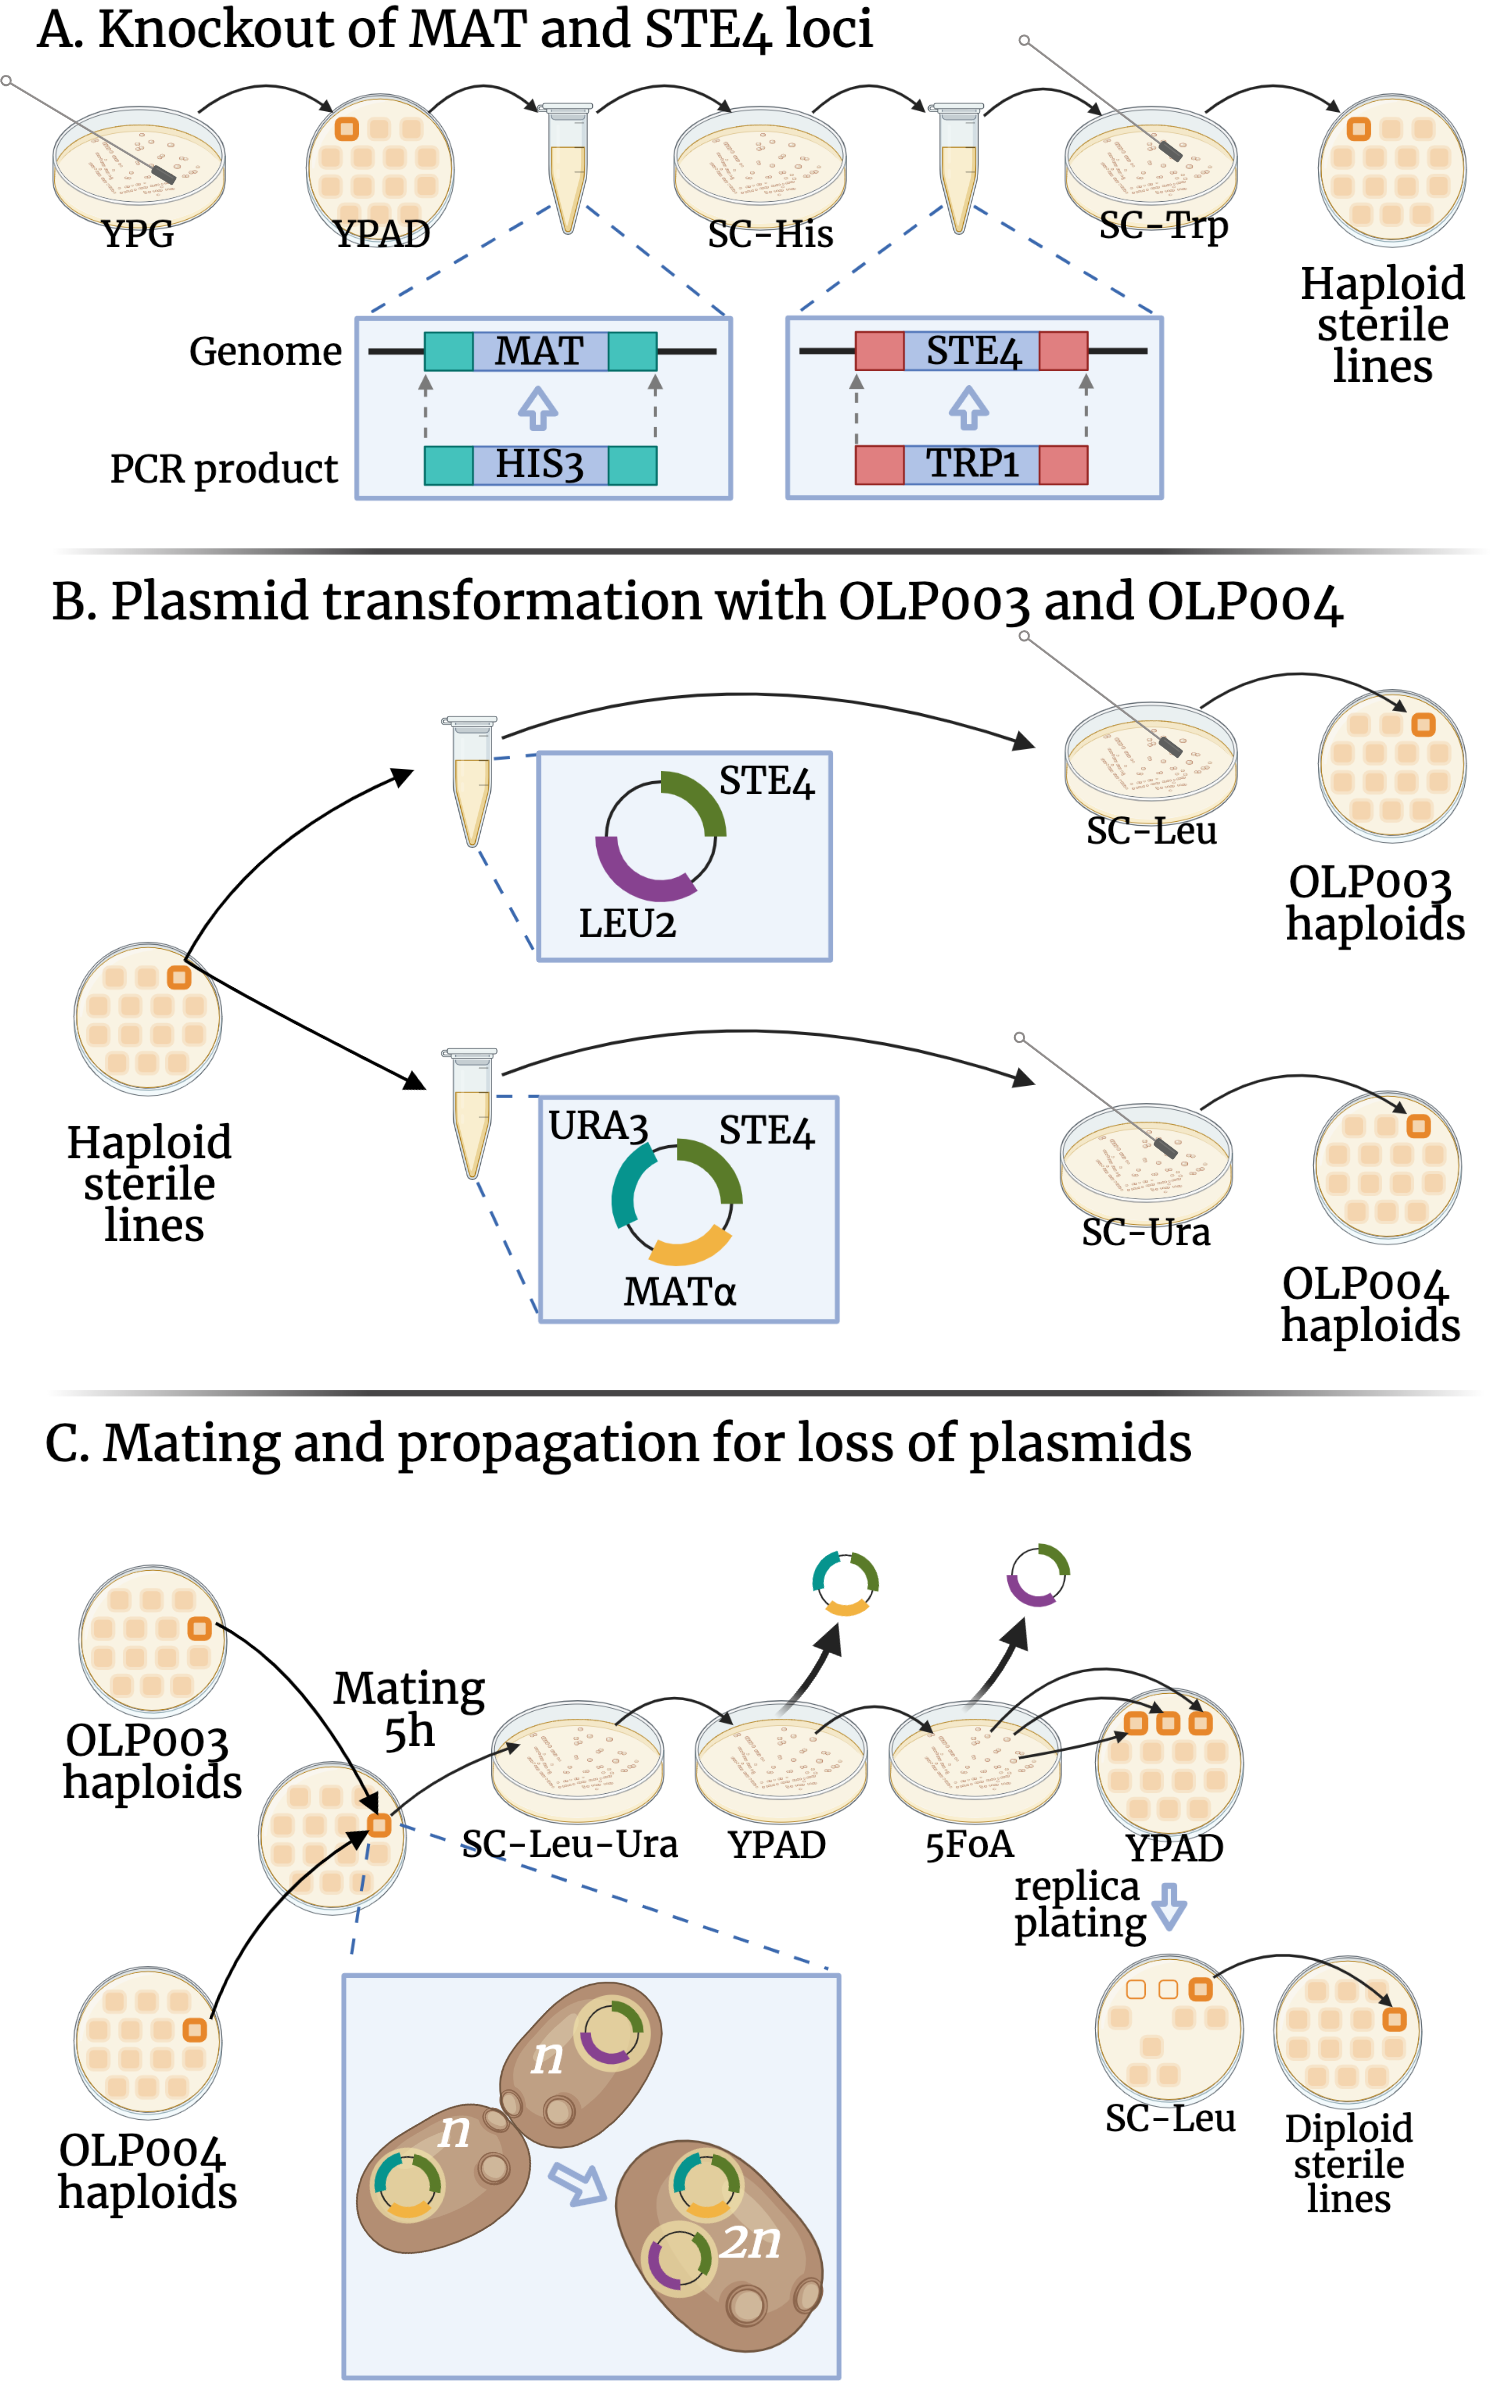 A. Knockout of MAT and STE4 loci
YPG
YPAD
SC-His
SC-Trp
Haploid
sterile
lines
Genome
MAT
STE4
PCR product
HIS3
TRP1
B. Plasmid transformation with OLP003 and OLP004
STE4
LEU2
SC-Leu
OLP003
haploids
Haploid
sterile
lines
URA3
STE4
MATα
SC-Ura
OLP004
haploids
C. Mating and propagation for loss of plasmids
OLP003
haploids
Mating
5h
SC-Leu-Ura
YPAD
5FoA
YPAD
replica
plating
OLP004
haploids
n
n
2n
SC-Leu
Diploid
sterile
lines